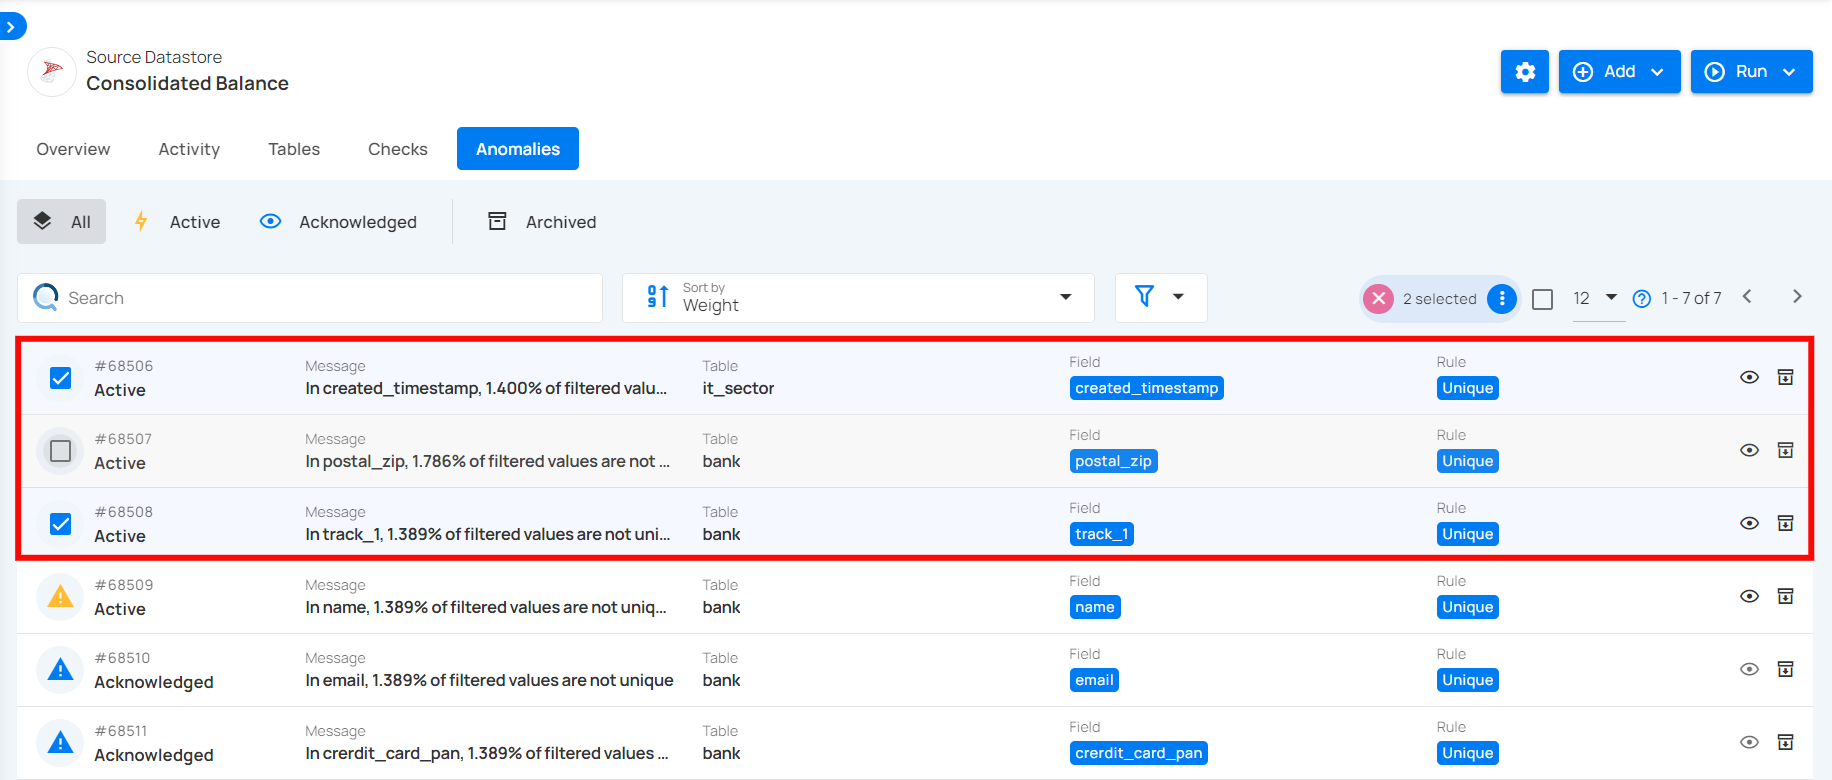 Source Datastore
Consolidated Balance
Add
Run
Overview
Activity
Tables
Checks
Anomalies
All
Active
Acknowledged
Archived
Search
Sort by
Weight
2 selected
12
1 - 7 of 7
#68506
Active
Message
In created_timestamp, 1.400% of filtered valu...
Table
it_sector
Field
created_timestamp
Rule
Unique
#68507
Active
Message
In postal_zip, 1.786% of filtered values are not ...
Table
bank
Field
postal_zip
Rule
Unique
#68508
Active
Message
In track_1, 1.389% of filtered values are not uni...
Table
bank
Field
track_1
Rule
Unique
#68509
Active
Message
In name, 1.389% of filtered values are not uniq...
Table
bank
Field
name
Rule
Unique
#68510
Acknowledged
Message
In email, 1.389% of filtered values are not unique
Table
bank
Field
email
Rule
Unique
#68511
Acknowledged
Message
In crerdit_card_pan, 1.389% of filtered values ...
Table
bank
Field
crerdit_card_pan
Rule
Unique